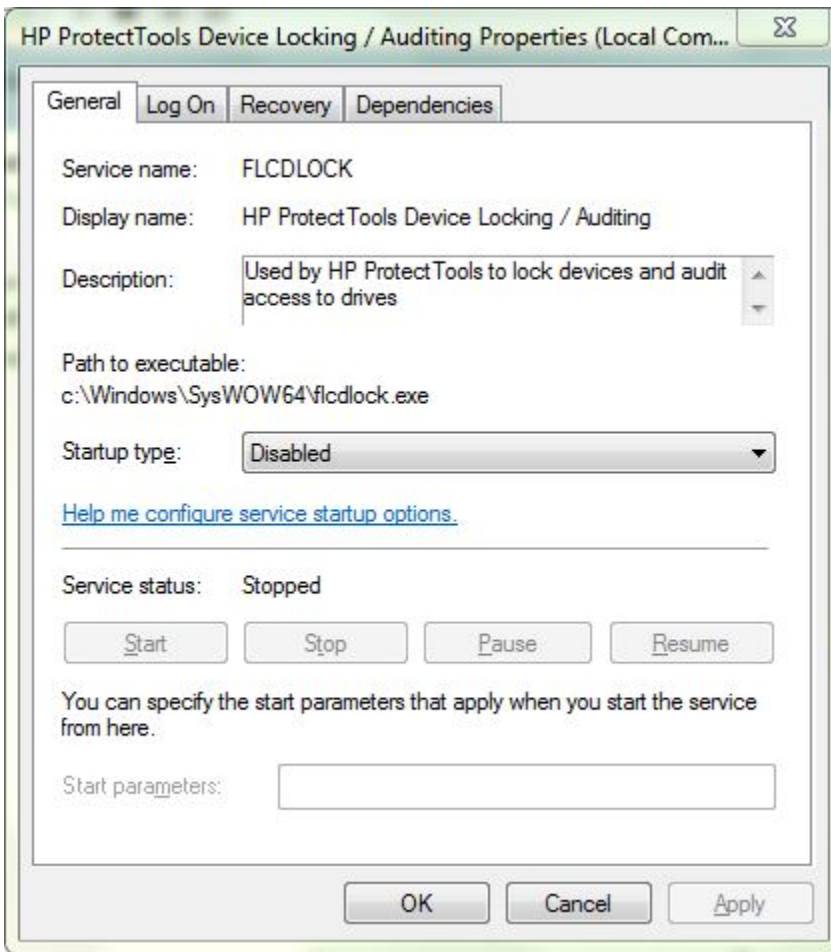 HP ProtectTools Device Locking / Auditing Properties (Local Com...
General Log On Recovery Dependencies
Service name: FLCDLOCK
Display name: HP ProtectTools Device Locking / Auditing
Description: Used by HP ProtectTools to lock devices and audit
access to drives
Path to executable:
c:\Windows\SysWOW64\flcdlock.exe
Startup type: Disabled
Help me configure service startup options.
Service status: Stopped
Start Stop Pause Resume
You can specify the start parameters that apply when you start the service
from here.
Start parameters:
OK Cancel Apply